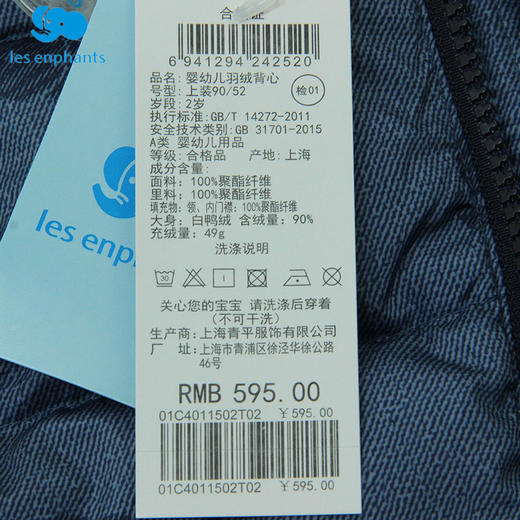 les enphants
合 证
6 941294 242520
品名: 婴幼儿羽绒背心
号型: 上装90/52
检01
岁段: 2岁
执行标准: GB/T 14272-2011
安全技术类别: GB 31701-2015
A类 婴幼儿用品
等级: 合格品 产地: 上海
成分含量:
面料: 100%聚酯纤维
里料: 100%聚酯纤维
填充物: 领、内门襟: 100%聚酯纤维
大身: 白鸭绒 含绒量: 90%
充绒量: 49g
洗涤说明
30
关心您的宝宝 请洗涤后穿着
(不可干洗)
生产商: 上海青平服饰有限公司
厂 址: 上海市青浦区徐泾华徐公路
46号
RMB 595.00
01C4011502T02 ¥595.00
01C4011502T02 ¥595.00
les enphants